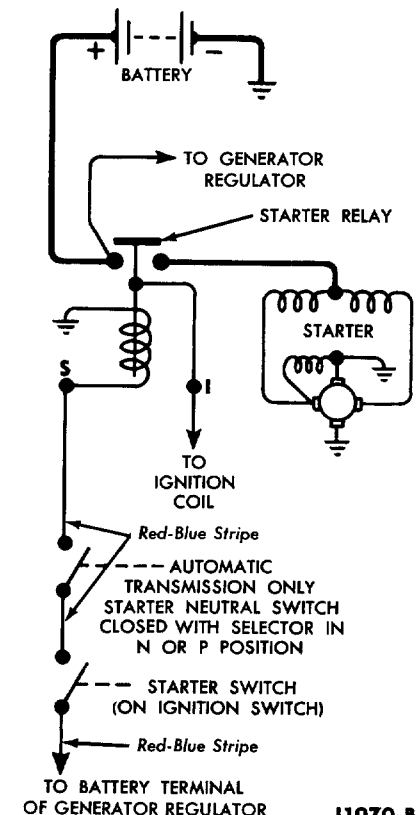 + -
BATTERY
TO GENERATOR
REGULATOR
STARTER RELAY
STARTER
S
I
TO
IGNITION
COIL
Red-Blue Stripe
AUTOMATIC
TRANSMISSION ONLY
STARTER NEUTRAL SWITCH
CLOSED WITH SELECTOR IN
N OR P POSITION
STARTER SWITCH
(ON IGNITION SWITCH)
Red-Blue Stripe
TO BATTERY TERMINAL
OF GENERATOR REGULATOR